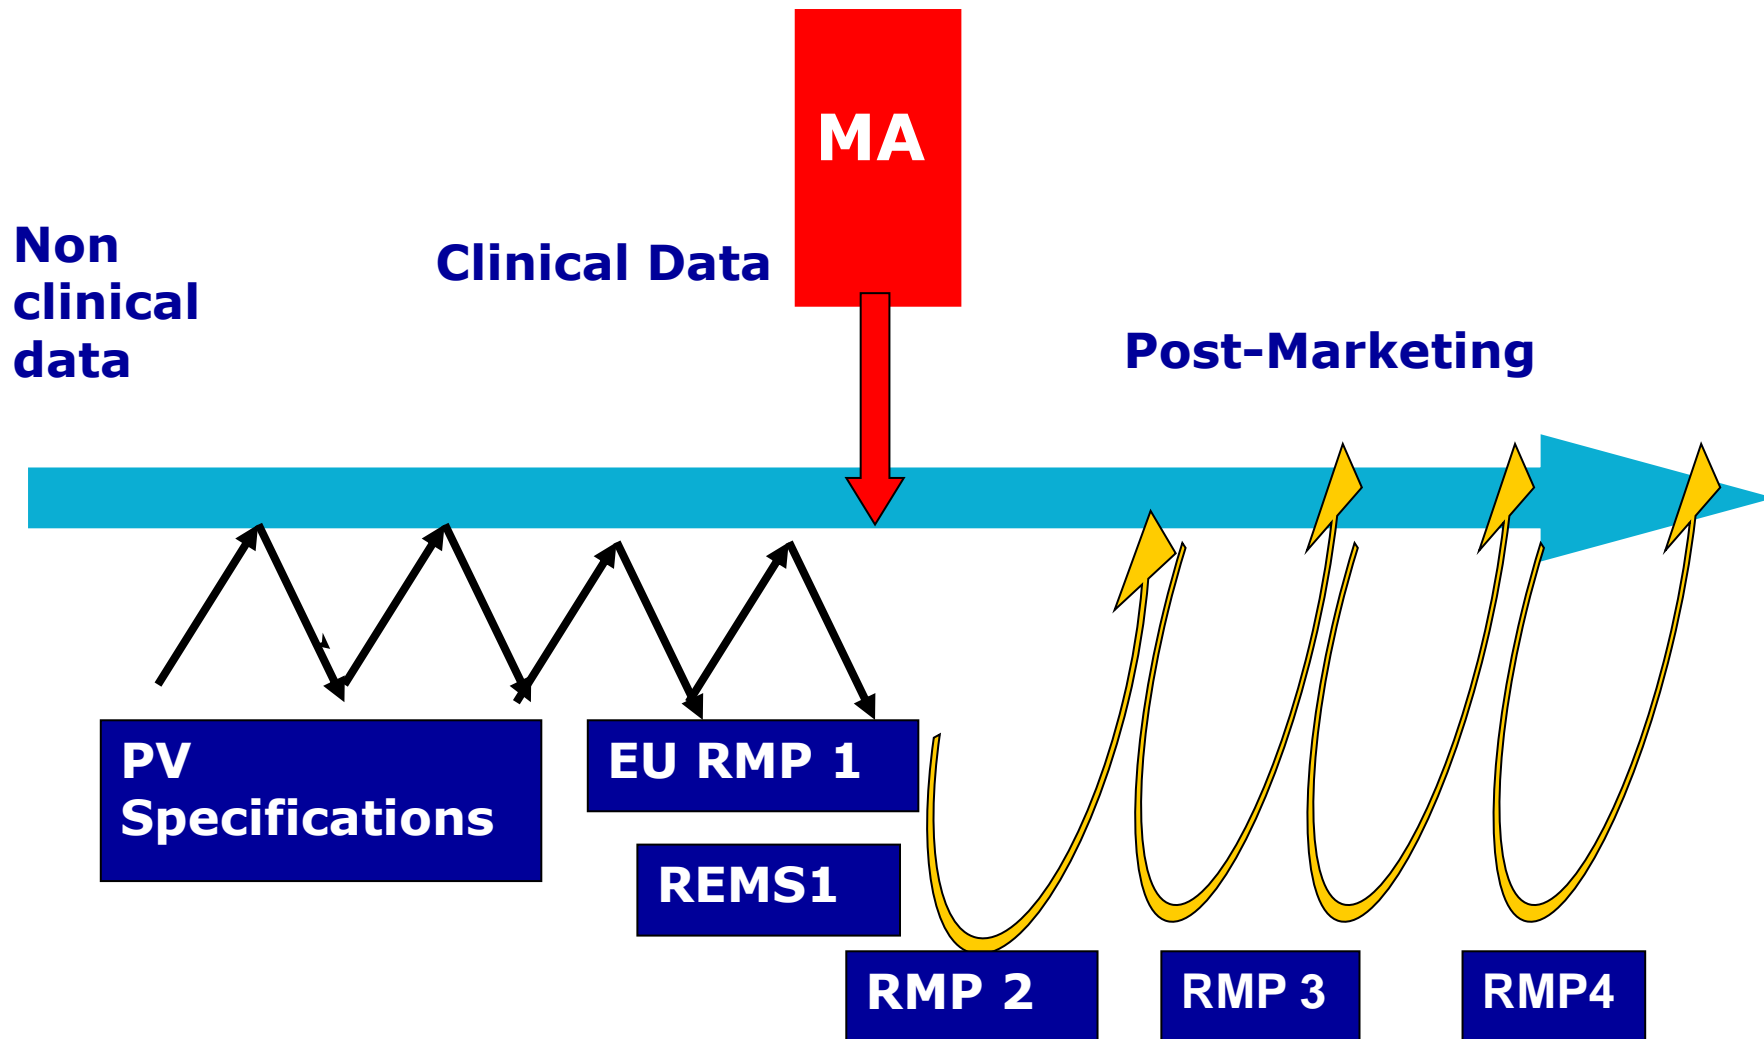 MA
Non
clinical
data
Clinical Data
Post-Marketing
PV
Specifications
EU RMP 1
REMS1
RMP 2
RMP 3
RMP4